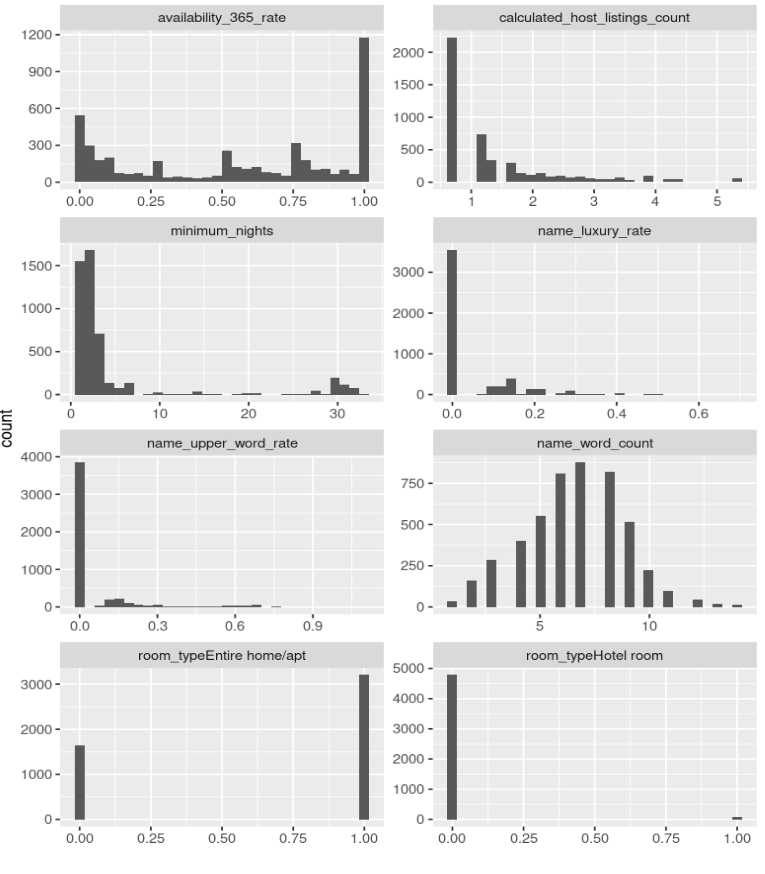 availability_365_rate
calculated_host_listings_count
1200
900
600
300
0
0.00 0.25 0.50 0.75 1.00
2000
1500
1000
500
0
1 2 3 4 5
minimum_nights
name_luxury_rate
1500
1000
500
0
0 10 20 30
3000
2000
1000
0
0.0 0.2 0.4 0.6
count
name_upper_word_rate
name_word_count
4000
3000
2000
1000
0
0.0 0.3 0.6 0.9
750
500
250
0
5 10
room_typeEntire home/apt
room_typeHotel room
3000
2000
1000
0
0.00 0.25 0.50 0.75 1.00
5000
4000
3000
2000
1000
0
0.00 0.25 0.50 0.75 1.00